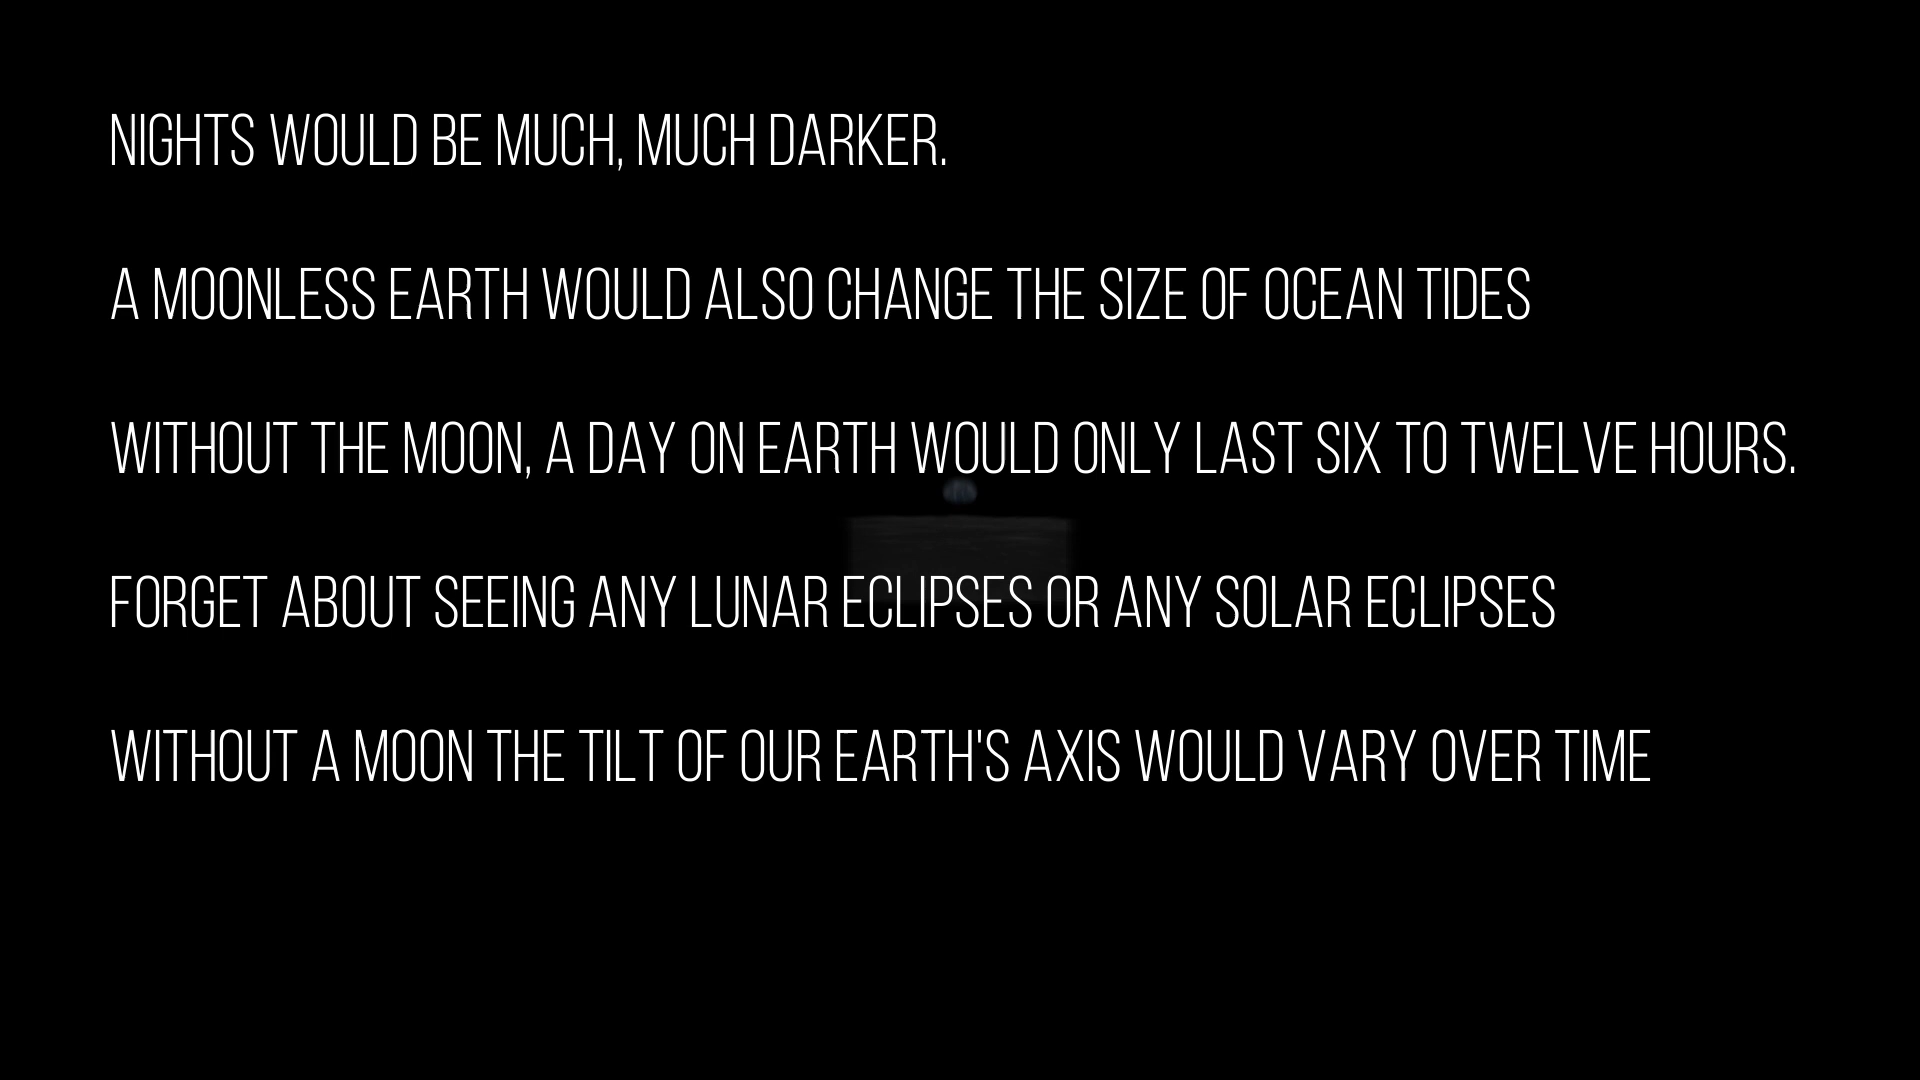 NIGHTS WOULD BE MUCH, MUCH DARKER.
A MOONLESS EARTH WOULD ALSO CHANGE THE SIZE OF OCEAN TIDES
WITHOUT THE MOON, A DAY ON EARTH WOULD ONLY LAST SIX TO TWELVE HOURS.
FORGET ABOUT SEEING ANY LUNAR ECLIPSES OR ANY SOLAR ECLIPSES
WITHOUT A MOON THE TILT OF OUR EARTH'S AXIS WOULD VARY OVER TIME